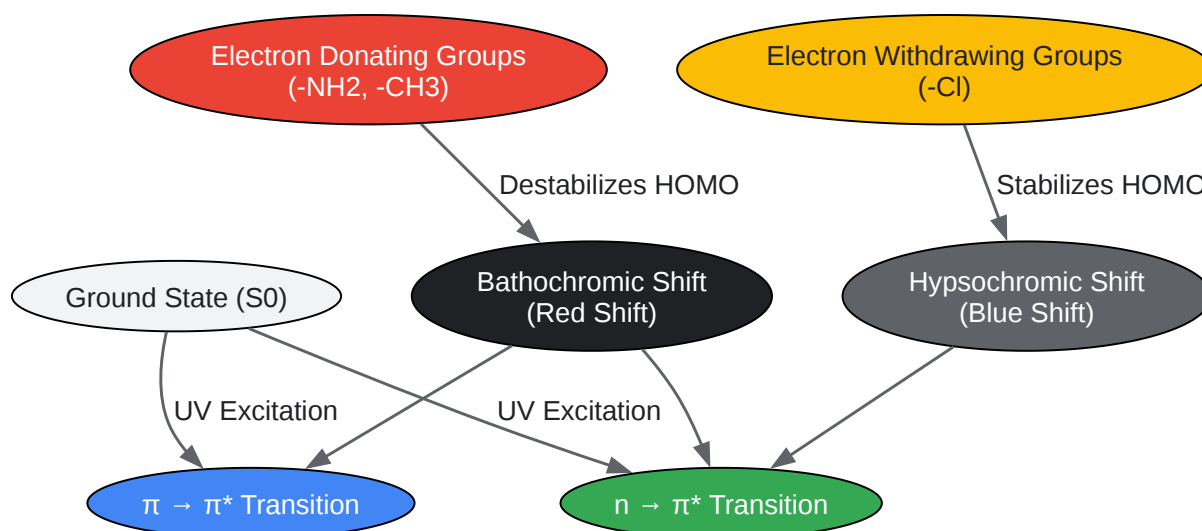 Electron Donating Groups
(-NH2, -CH3)
Electron Withdrawing Groups
(-Cl)
Destabilizes HOMO
Stabilizes HOMO
Ground State (S0)
Bathochromic Shift
(Red Shift)
Hypsochromic Shift
(Blue Shift)
UV Excitation
UV Excitation
π → π* Transition
n → π* Transition